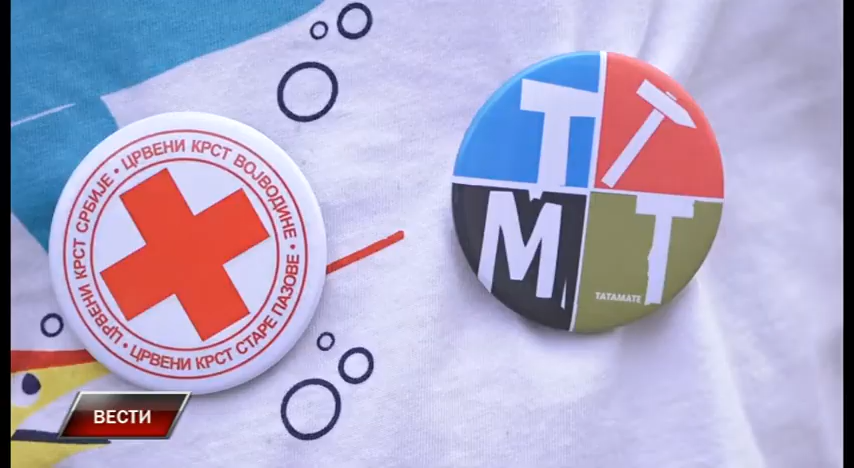 ЦРВЕНИ КРСТ СРБИЈЕ • ЦРВЕНИ КРСТ ВОЈВОДИНЕ • ЦРВЕНИ КРСТ СТАРЕ ПАЗОВЕ •
T
M T
TATAMATE
ВЕСТИ